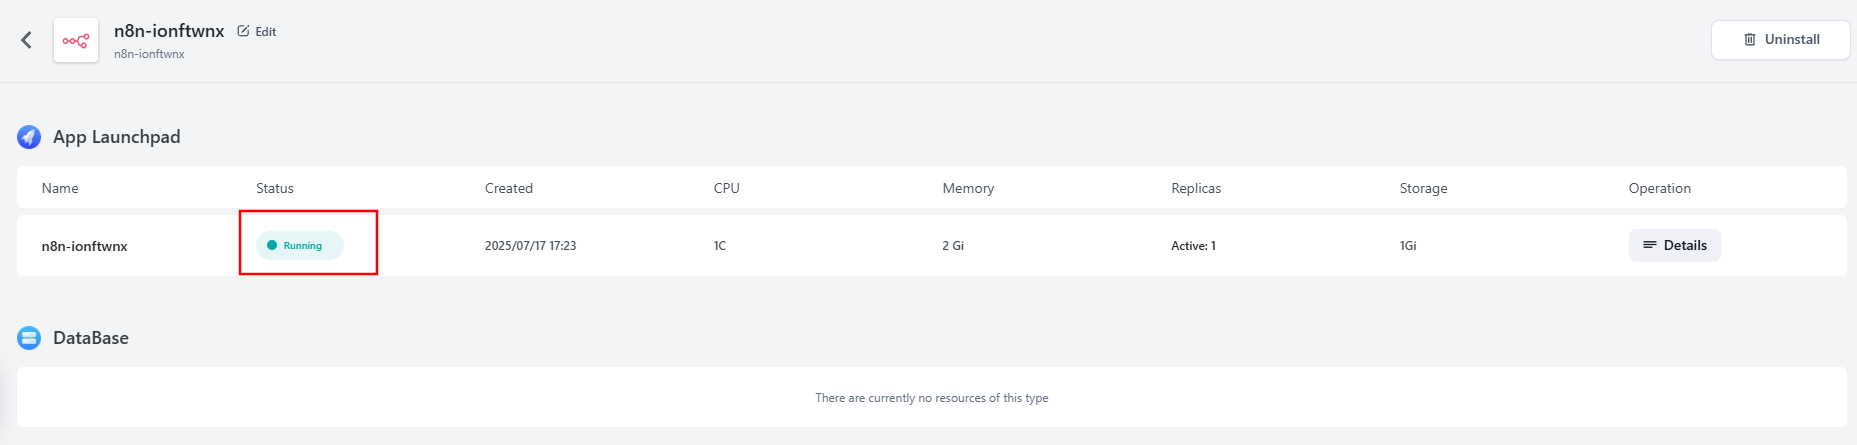 n8n-ionftwnx Edit
n8n-ionftwnx
Uninstall
App Launchpad
Name Status Created CPU Memory Replicas Storage Operation
n8n-ionftwnx Running 2025/07/17 17:23 1C 2 Gi Active: 1 1Gi Details
DataBase
There are currently no resources of this type